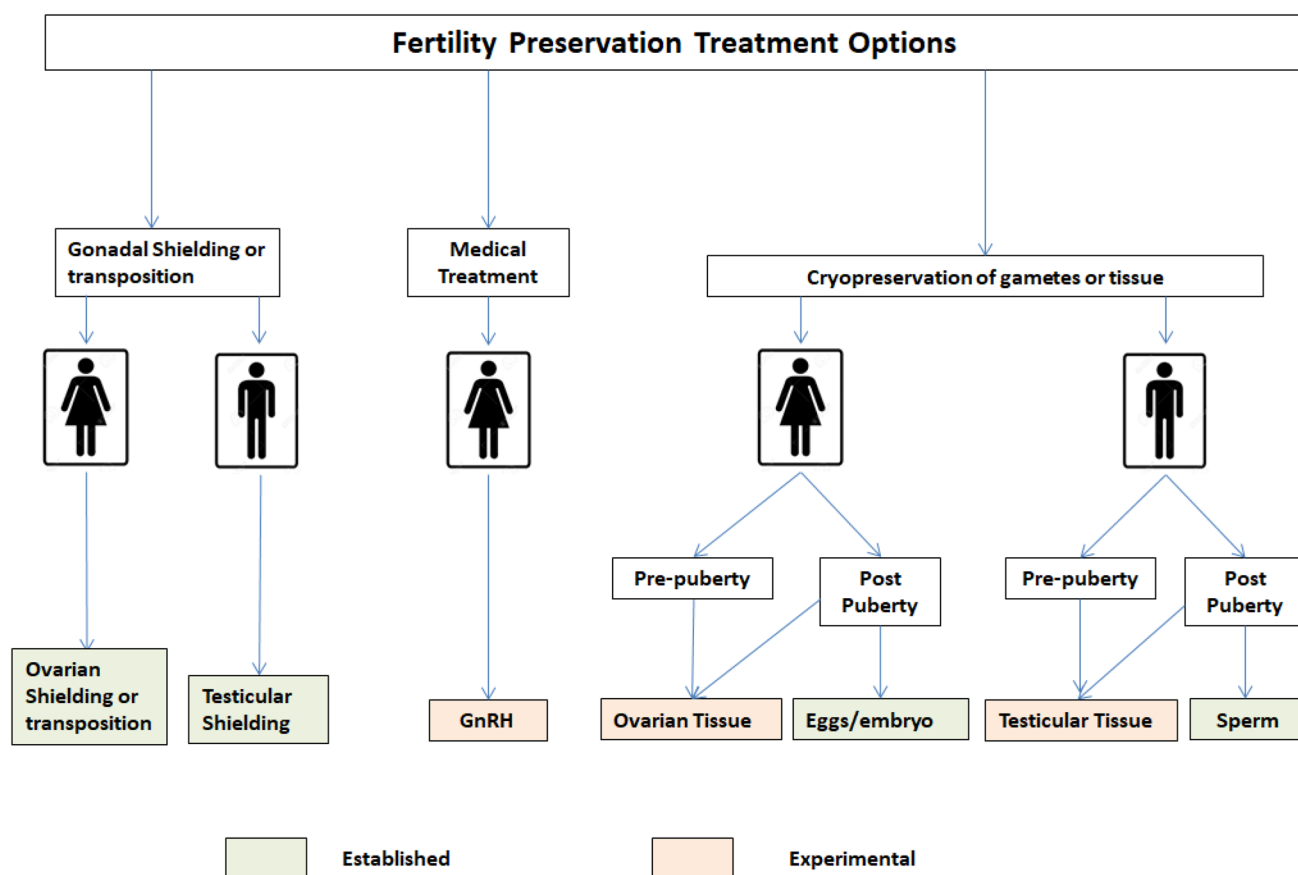 Fertility Preservation Treatment Options
Gonadal Shielding or
transposition
Medical
Treatment
Cryopreservation of gametes or tissue
Pre-puberty
Post
Puberty
Pre-puberty
Post
Puberty
Ovarian
Shielding or
transposition
Testicular
Shielding
GnRH
Ovarian Tissue
Eggs/embryo
Testicular Tissue
Sperm
Established
Experimental